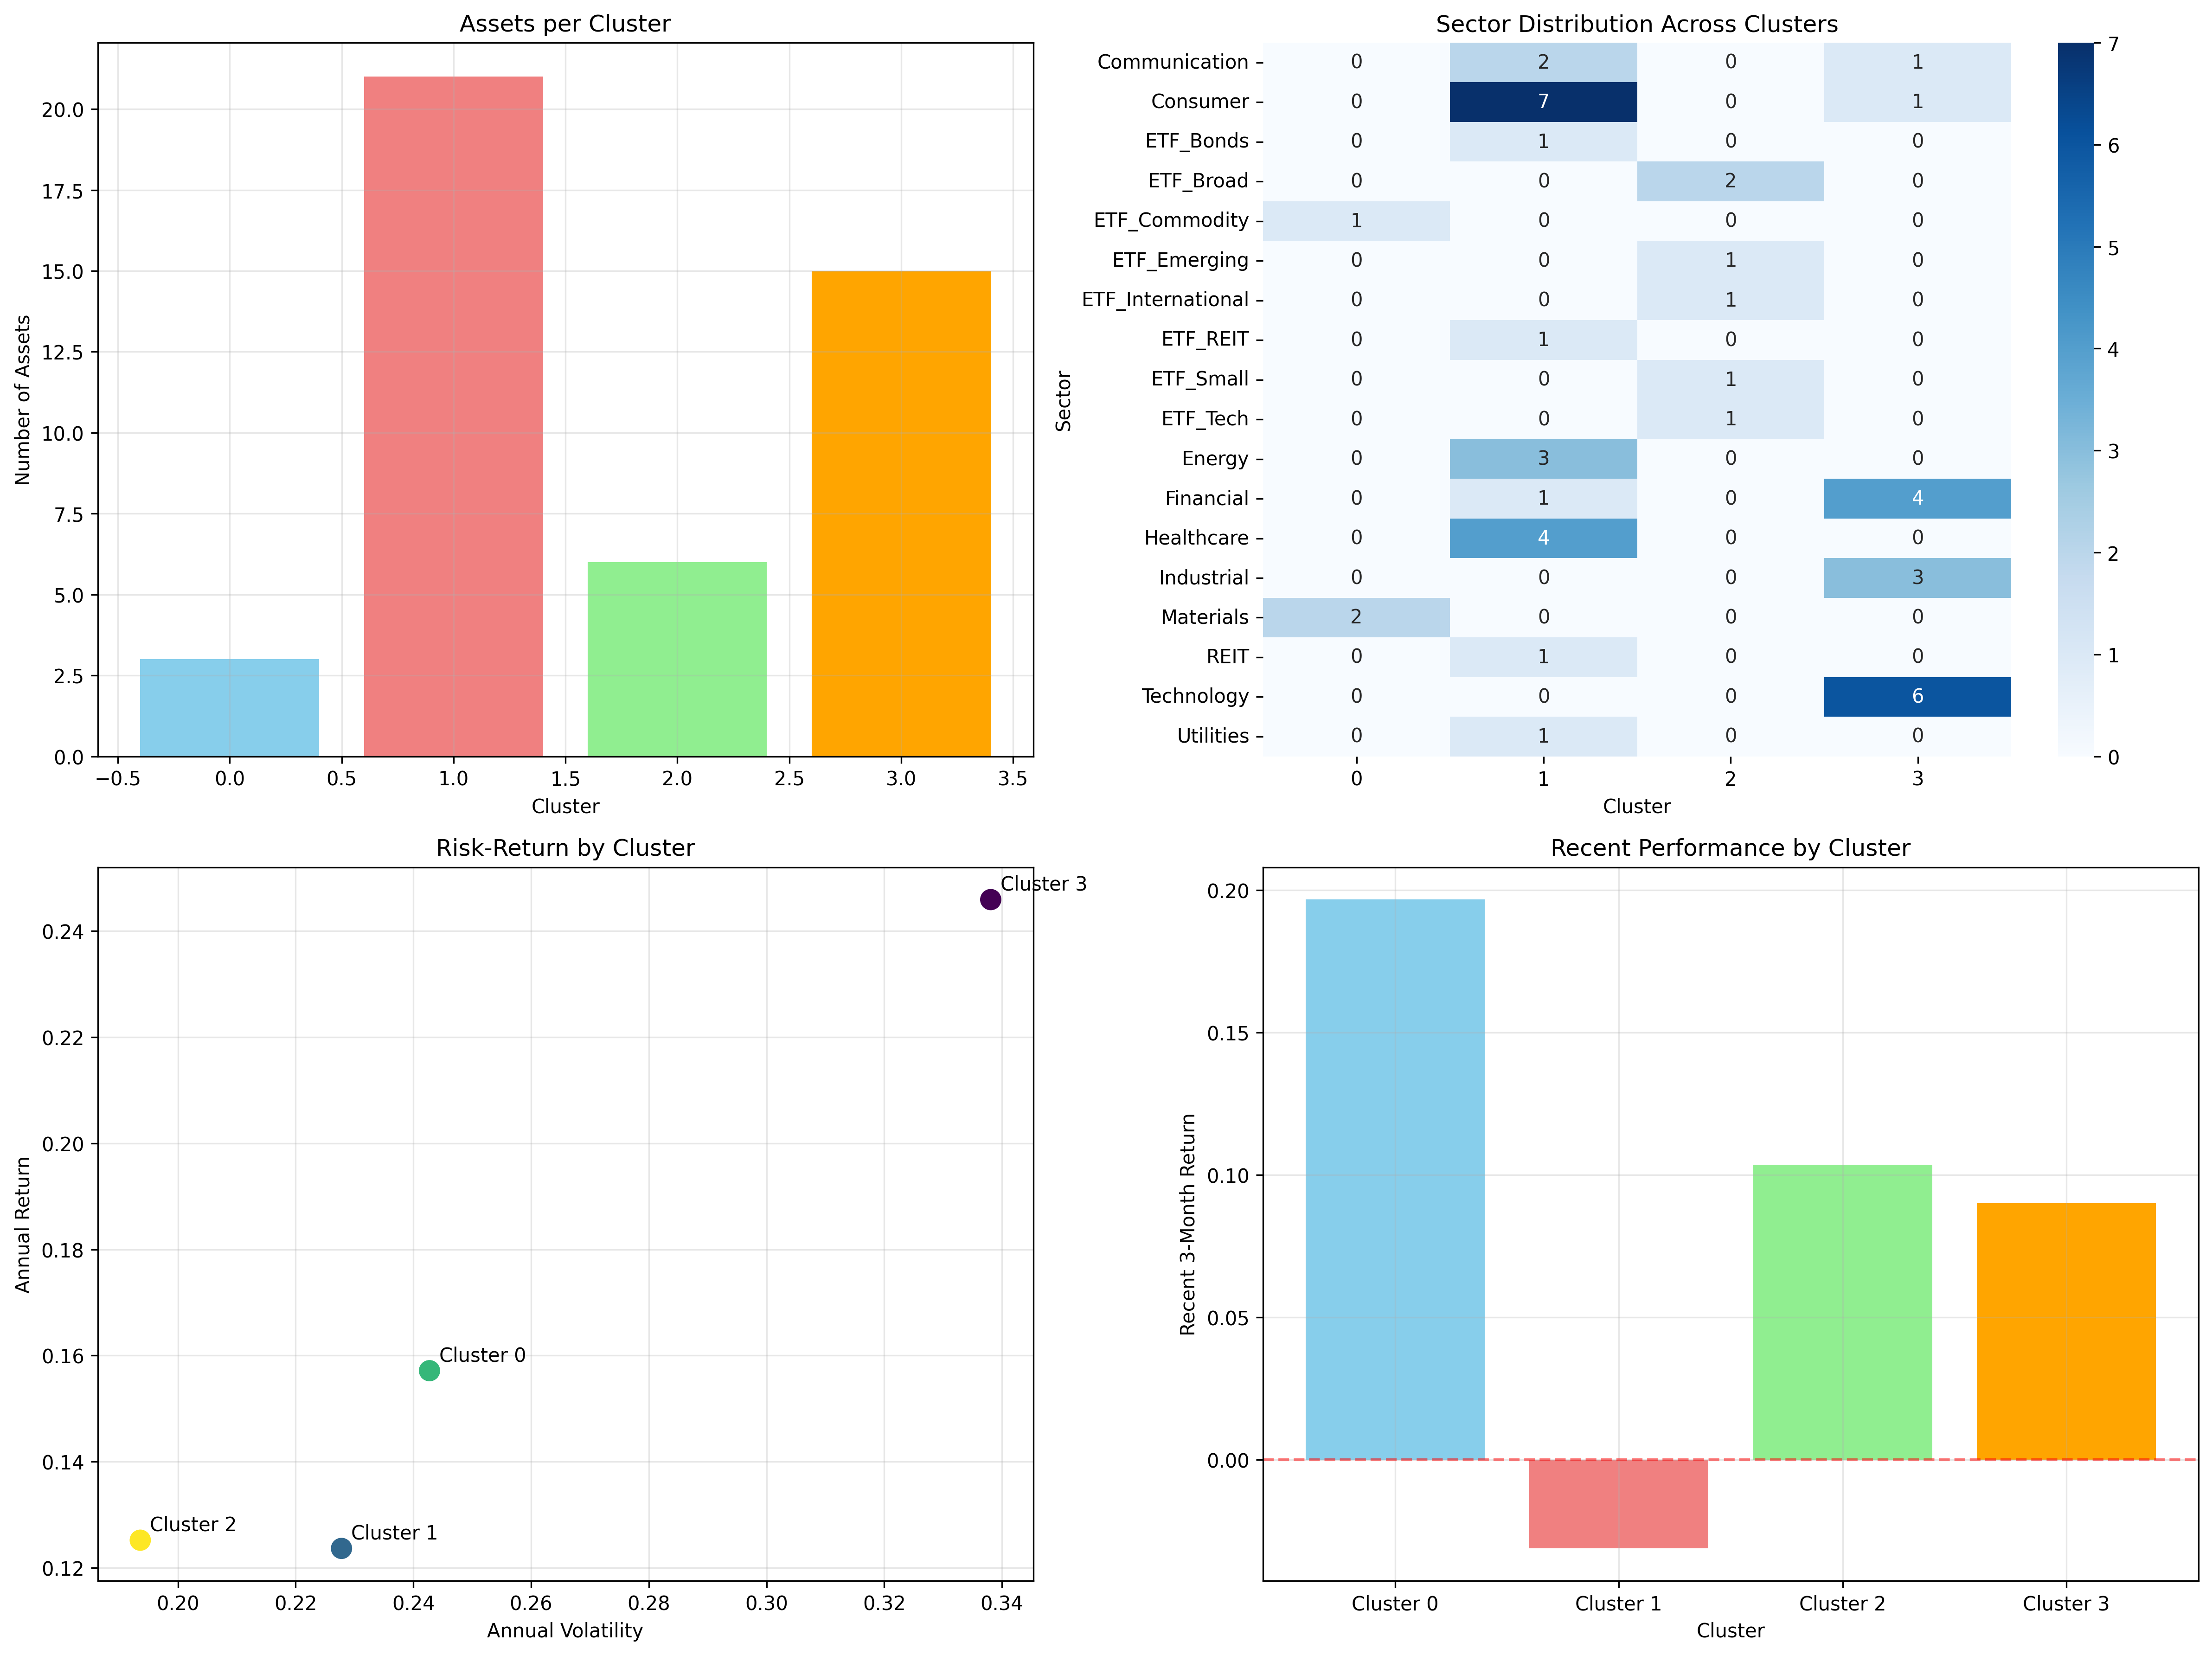 Assets per Cluster
Number of Assets
20.0
17.5
15.0
12.5
10.0
7.5
5.0
2.5
0.0
−0.5 0.0 0.5 1.0 1.5 2.0 2.5 3.0 3.5
Cluster
Sector Distribution Across Clusters
Sector
Communication 0 2 0 1
Consumer 0 7 0 1
ETF_Bonds 0 1 0 0
ETF_Broad 0 0 2 0
ETF_Commodity 1 0 0 0
ETF_Emerging 0 0 1 0
ETF_International 0 0 1 0
ETF_REIT 0 1 0 0
ETF_Small 0 0 1 0
ETF_Tech 0 0 1 0
Energy 0 3 0 0
Financial 0 1 0 4
Healthcare 0 4 0 0
Industrial 0 0 0 3
Materials 2 0 0 0
REIT 0 1 0 0
Technology 0 0 0 6
Utilities 0 1 0 0
0 1 2 3
Cluster
7
6
5
4
3
2
1
0
Risk-Return by Cluster
Annual Return
0.24
0.22
0.20
0.18
0.16
0.14
0.12
Cluster 3
Cluster 0
Cluster 2
Cluster 1
0.20 0.22 0.24 0.26 0.28 0.30 0.32 0.34
Annual Volatility
Recent Performance by Cluster
Recent 3-Month Return
0.20
0.15
0.10
0.05
0.00
Cluster 0 Cluster 1 Cluster 2 Cluster 3
Cluster